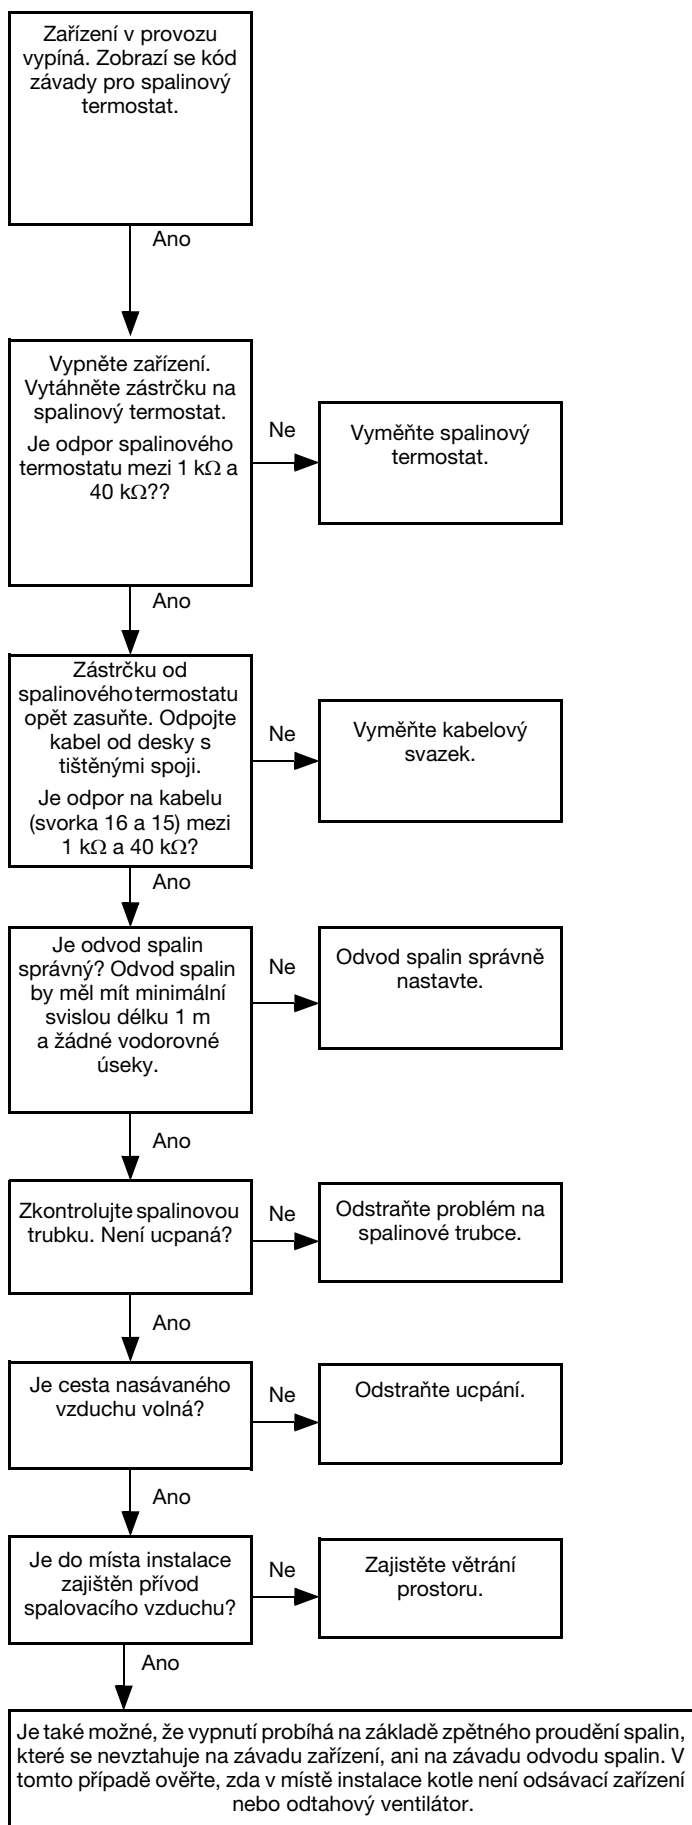 Zařízení v provozu
vypíná. Zobrazí se kód
závady pro spalinový
termostat.
Ano
Vypněte zařízení.
Vytáhněte zástrčku na
spalinový termostat.
Je odpor spalinového
termostatu mezi 1 kΩ a
40 kΩ??
Ne
Vyměňte spalinový
termostat.
Ano
Zástrčku od
spalinového termostatu
opět zasuňte. Odpojte
kabel od desky s
tištěnými spoji.
Je odpor na kabelu
(svorka 16 a 15) mezi
1 kΩ a 40 kΩ?
Ne
Vyměňte kabelový
svazek.
Ano
Je odvod spalin
správný? Odvod spalin
by měl mít minimální
svislou délku 1 m
a žádné vodorovné
úseky.
Ne
Odvod spalin správně
nastavte.
Ano
Zkontrolujte spalinovou
trubku. Není ucpaná?
Ne
Odstraňte problém na
spalinové trubce.
Ano
Je cesta nasávaného
vzduchu volná?
Ne
Odstraňte ucpání.
Ano
Je do místa instalace
zajištěn přívod
spalovacího vzduchu?
Ne
Zajistěte větrání
prostoru.
Ano
Je také možné, že vypnutí probíhá na základě zpětného proudění spalin,
které se nevztahuje na závadu zařízení, ani na závadu odvodu spalin. V
tomto případě ověřte, zda v místě instalace kotle není odsávací zařízení
nebo odtahový ventilátor.